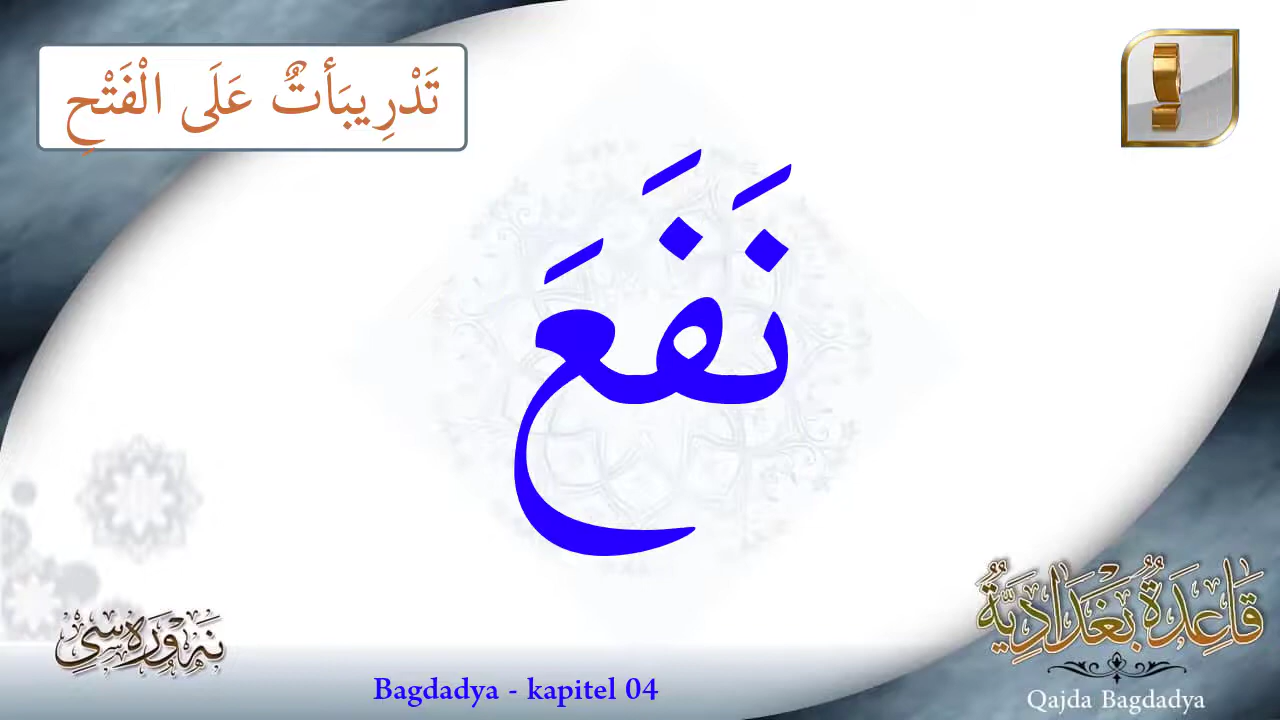 تَدْرِيبَأتٌ عَلَى الْفَتْحِ
نَفَعَ
قَاعِدَةُ بَغْدَادِيَّةُ
Qajda Bagdadya
Bagdadya - kapitel 04